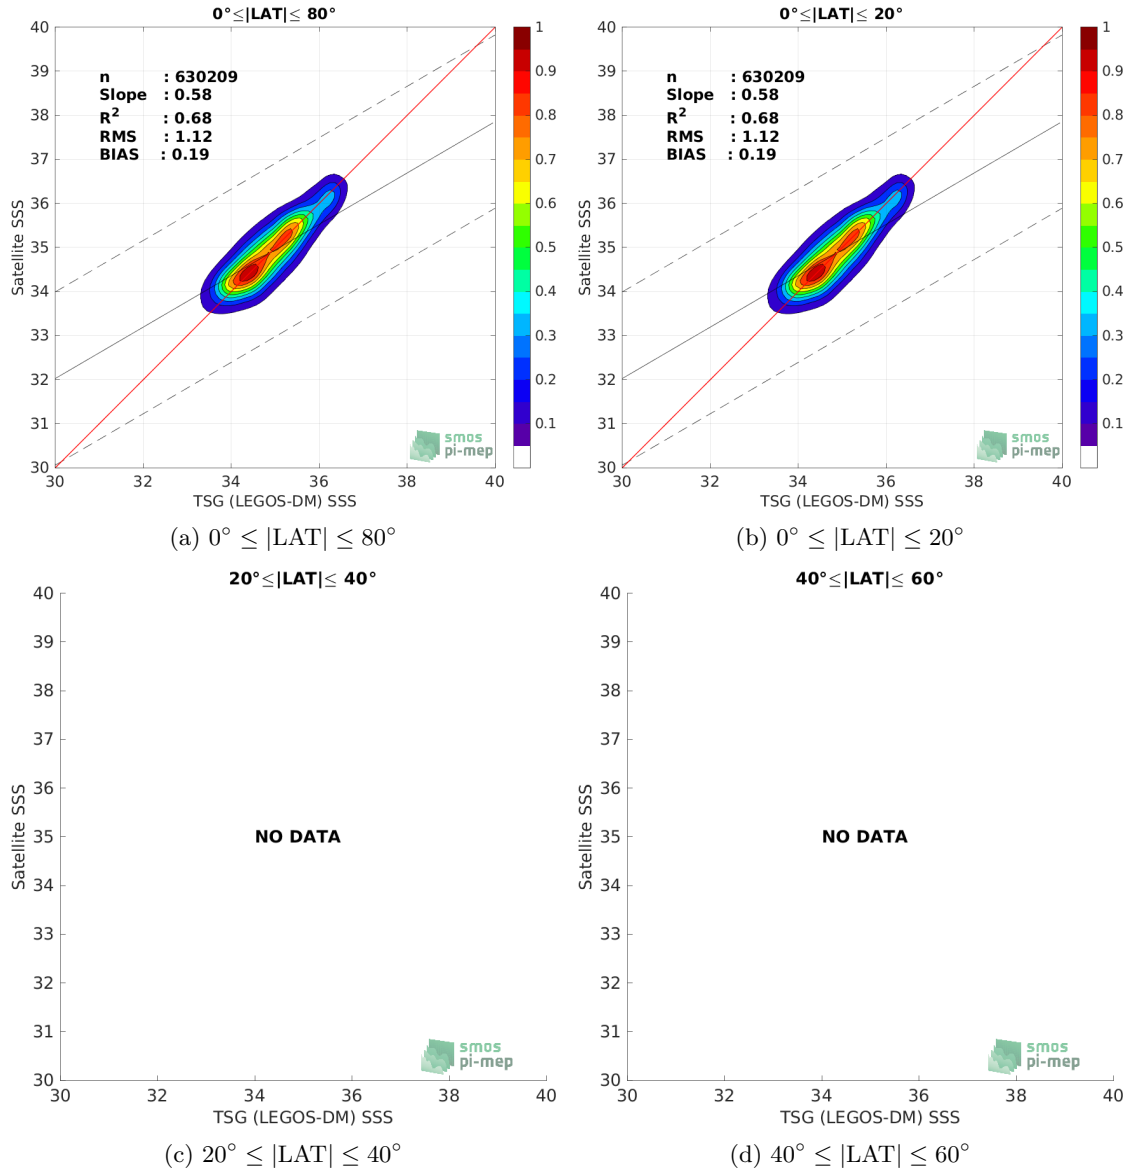 0°≤|LAT|≤ 80°
40
39
38
37
36
35
34
33
32
31
30
Satellite SSS
n : 630209
Slope : 0.58
R² : 0.68
RMS : 1.12
BIAS : 0.19
smos
pi-mep
30 32 34 36 38 40
TSG (LEGOS-DM) SSS
1
0.9
0.8
0.7
0.6
0.5
0.4
0.3
0.2
0.1
(a) 0° ≤ |LAT| ≤ 80°
0°≤|LAT|≤ 20°
40
39
38
37
36
35
34
33
32
31
30
Satellite SSS
n : 630209
Slope : 0.58
R² : 0.68
RMS : 1.12
BIAS : 0.19
smos
pi-mep
30 32 34 36 38 40
TSG (LEGOS-DM) SSS
1
0.9
0.8
0.7
0.6
0.5
0.4
0.3
0.2
0.1
(b) 0° ≤ |LAT| ≤ 20°
20°≤|LAT|≤ 40°
40
39
38
37
36
35
34
33
32
31
30
Satellite SSS
NO DATA
smos
pi-mep
30 32 34 36 38 40
TSG (LEGOS-DM) SSS
(c) 20° ≤ |LAT| ≤ 40°
40°≤|LAT|≤ 60°
40
39
38
37
36
35
34
33
32
31
30
Satellite SSS
NO DATA
smos
pi-mep
30 32 34 36 38 40
TSG (LEGOS-DM) SSS
(d) 40° ≤ |LAT| ≤ 60°